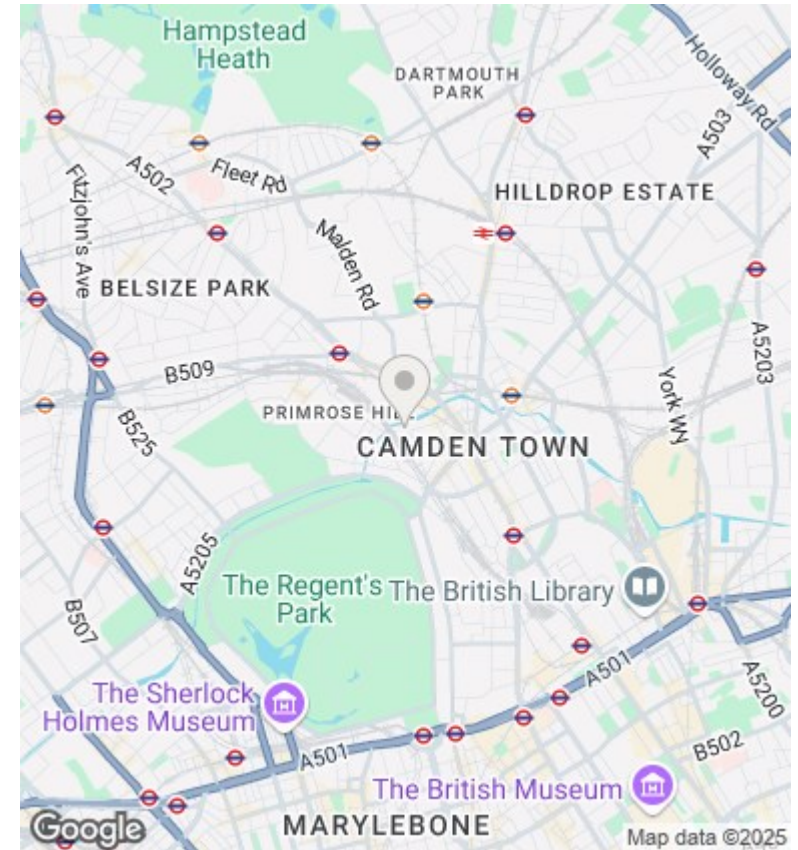 Hampstead
Heath
DARTMOUTH
PARK
Holloway Rd
A503
A502
Fleet Rd
Fitzjohn's Ave
HILLDROP ESTATE
Malden Rd
BELSIZE PARK
A5203
B509
York Wy
PRIMROSE HILL
B525
CAMDEN TOWN
A5205
The Regent's
Park
The British Library
B507
A501
A5200
The Sherlock
Holmes Museum
B502
A501
The British Museum
MARYLEBONE
Google
Map data ©2025